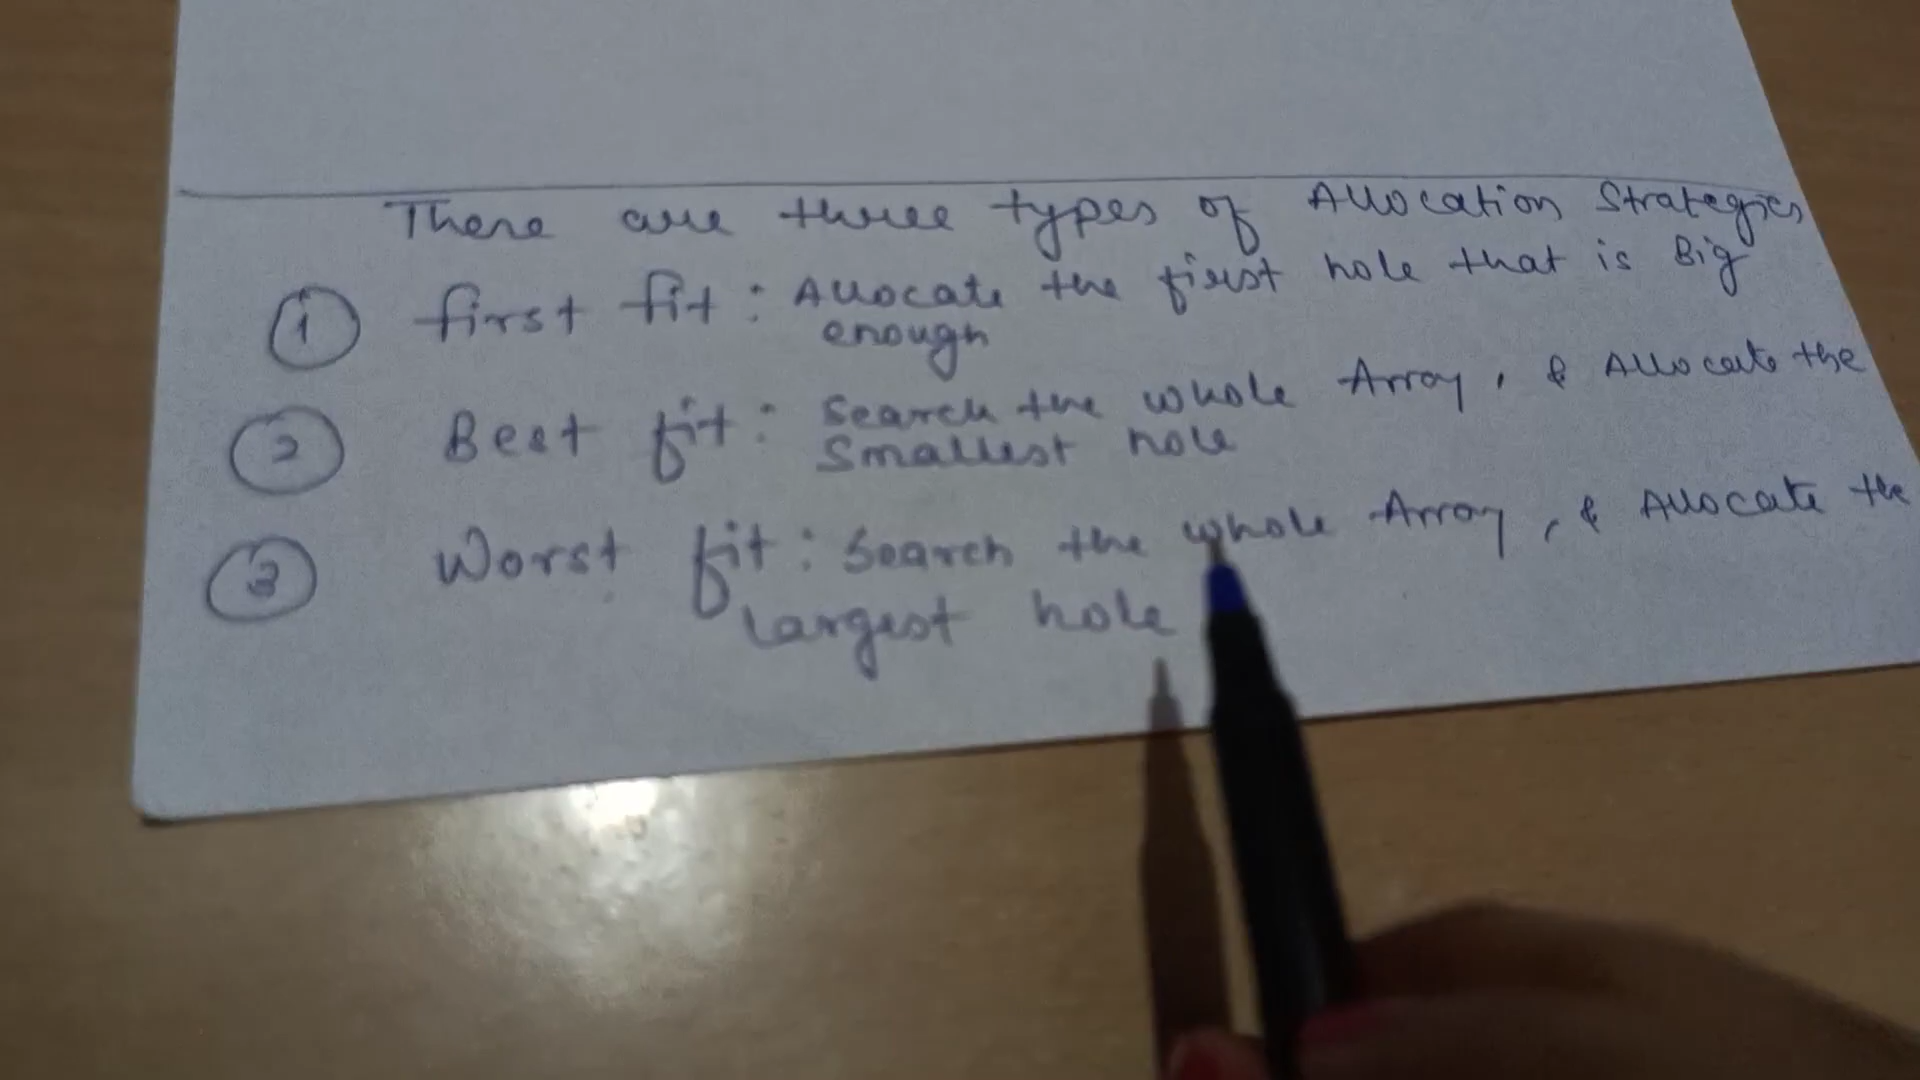 There are three types of Allocation Strategies
① first fit : Allocate the first hole that is Big
enough
② Best fit : Search the whole Array, & Allocate the
Smallest hole
③ Worst fit : Search the whole Array, & Allocate the
largest hole